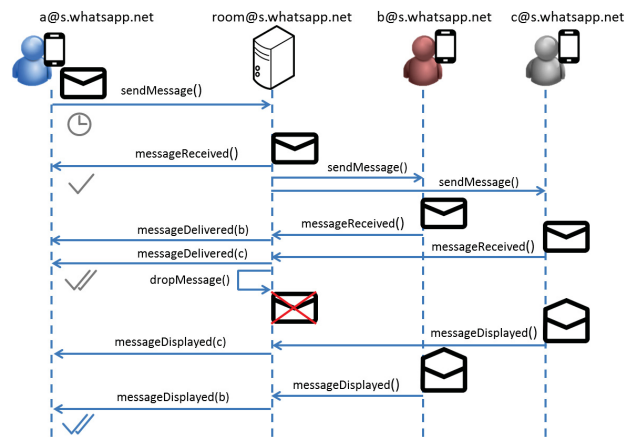 a@s.whatsapp.net room@s.whatsapp.net b@s.whatsapp.net c@s.whatsapp.net
sendMessage()
messageReceived()
sendMessage()
sendMessage()
messageReceived()
messageDelivered(b)
messageReceived()
messageDelivered(c)
dropMessage()
messageDisplayed()
messageDisplayed(c)
messageDisplayed()
messageDisplayed(b)